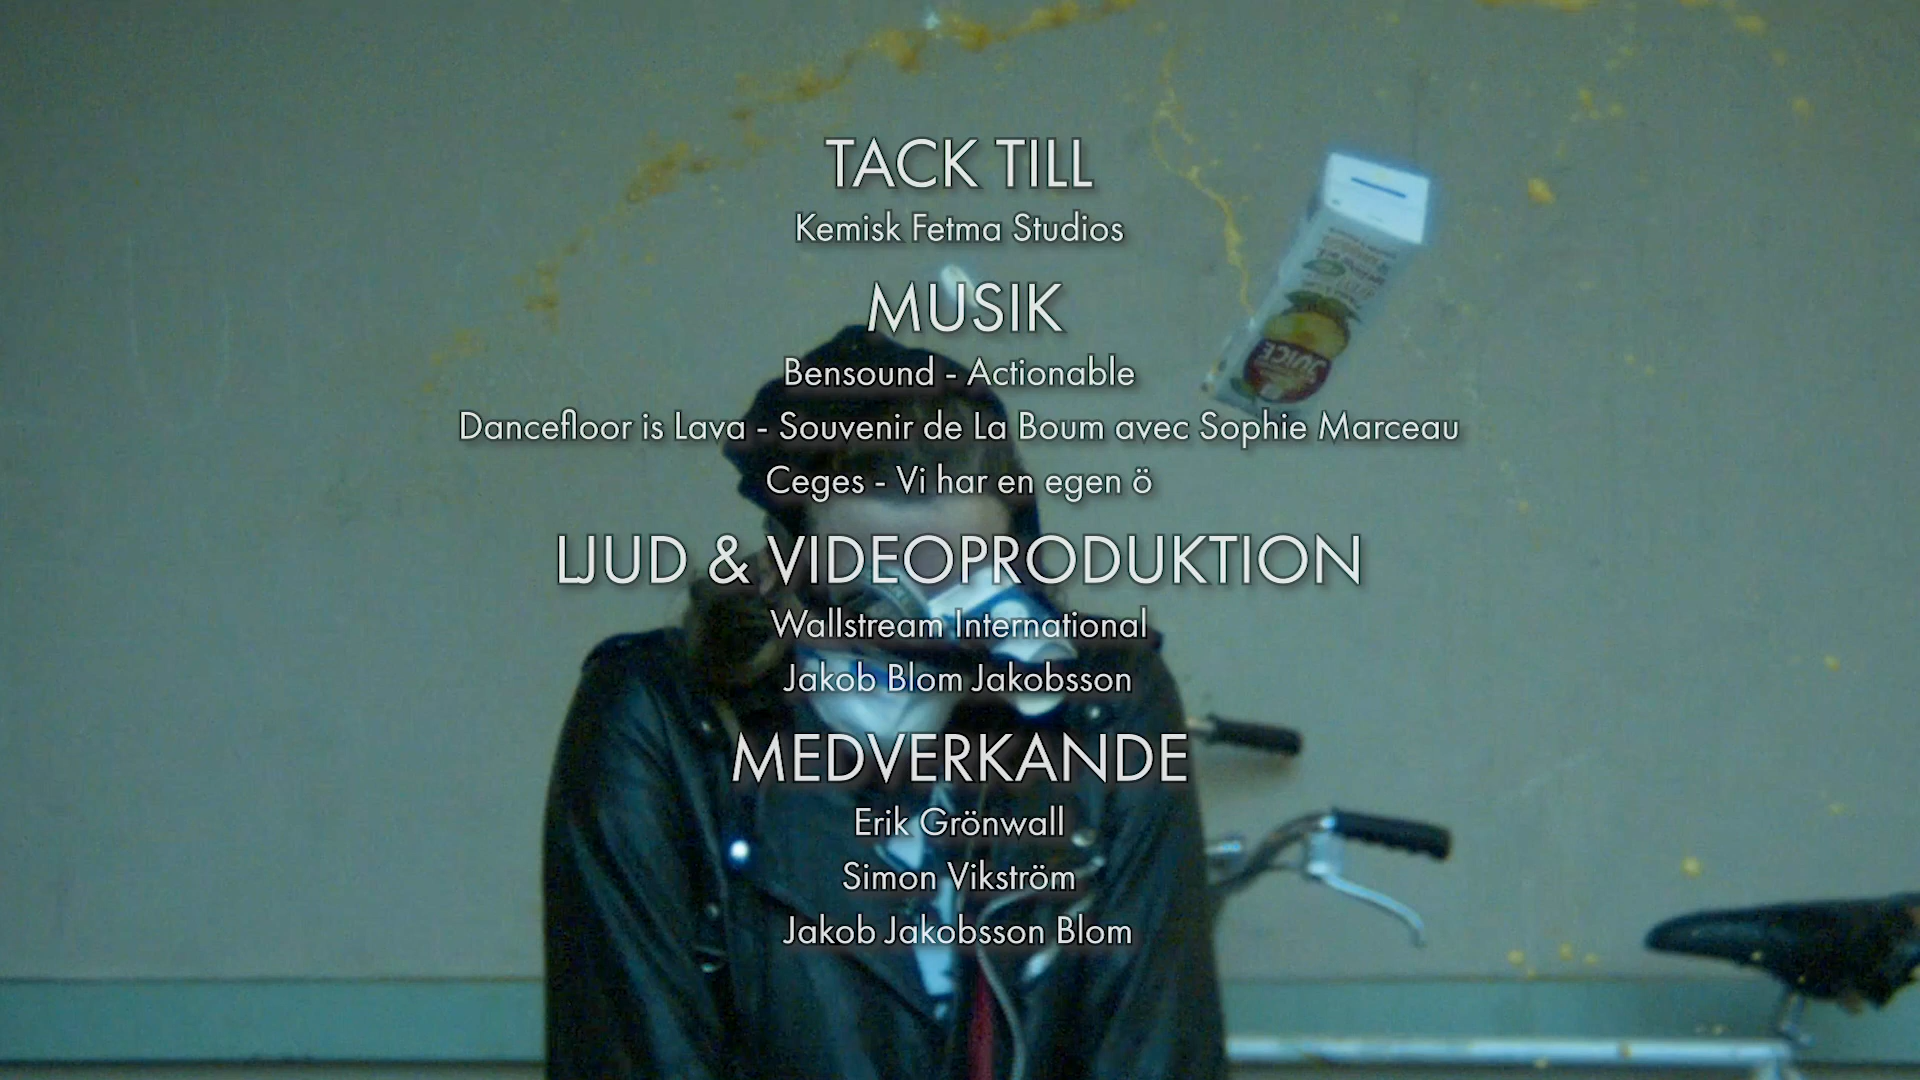 TACK TILL
Kemisk Fetma Studios
MUSIK
Bensound - Actionable
Dancefloor is Lava - Souvenir de La Boum avec Sophie Marceau
Ceges - Vi har en egen ö
LJUD & VIDEOPRODUKTION
Wallstream International
Jakob Blom Jakobsson
MEDVERKANDE
Erik Grönwall
Simon Vikström
Jakob Jakobsson Blom
JUICE